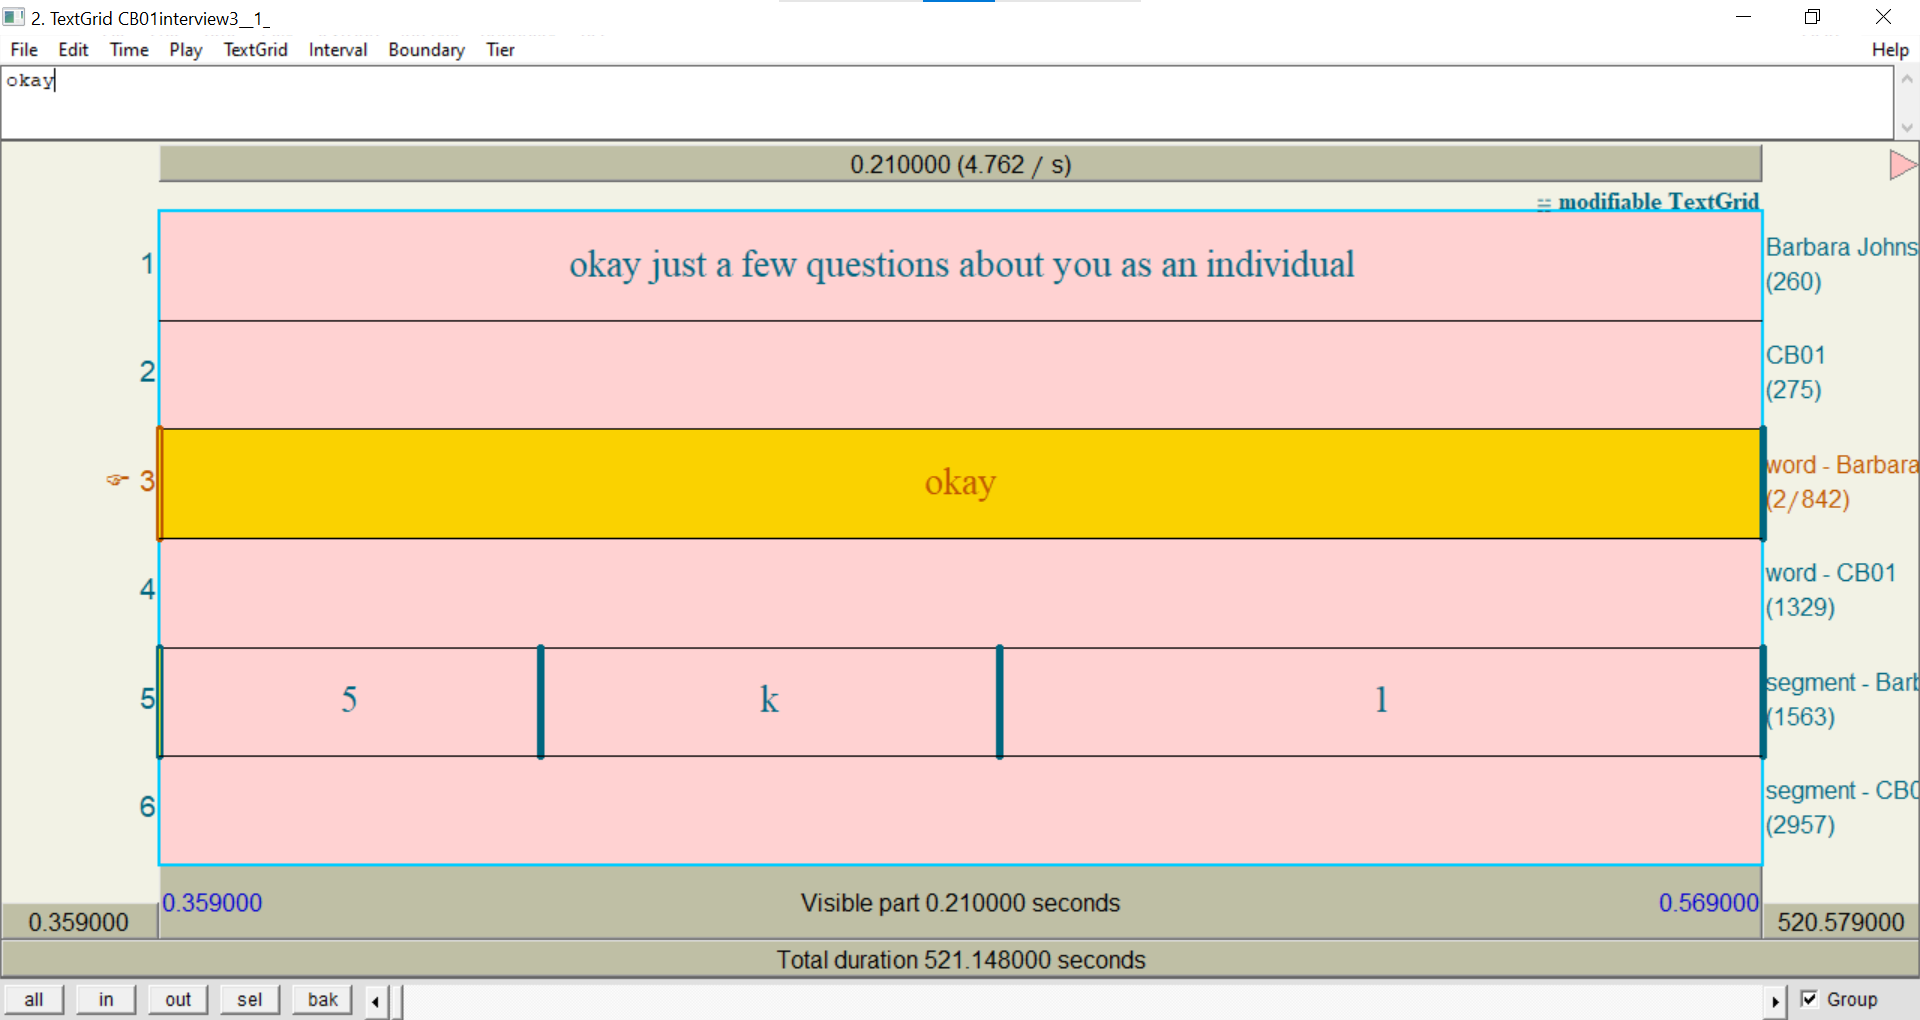 2. TextGrid CB01interview3__1_
File Edit Time Play TextGrid Interval Boundary Tier Help
okay
0.210000 (4.762 / s)
modifiable TextGrid
1 okay just a few questions about you as an individual Barbara Johns
(260)
2 CB01
(275)
☞ 3 okay word - Barbara
(2/842)
4 word - CB01
(1329)
5 5 k 1 segment - Barb
(1563)
6 segment - CB0
(2957)
0.359000 Visible part 0.210000 seconds 0.569000
0.359000 520.579000
Total duration 521.148000 seconds
all in out sel bak Group